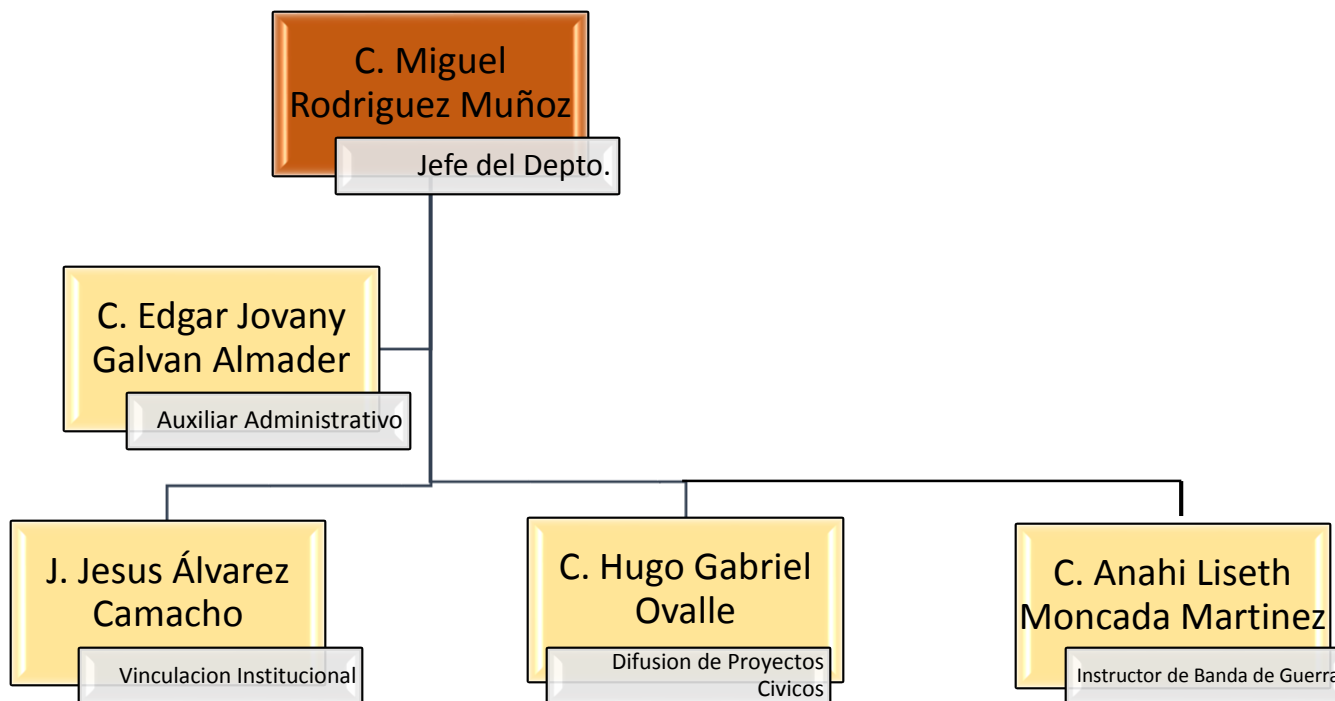 C. Miguel
Rodriguez Muñoz
Jefe del Depto.
C. Edgar Jovany
Galvan Almader
Auxiliar Administrativo
J. Jesus Álvarez
Camacho
Vinculacion Institucional
C. Hugo Gabriel
Ovalle
Difusion de Proyectos
Civicos
C. Anahi Liseth
Moncada Martinez
Instructor de Banda de Guerra